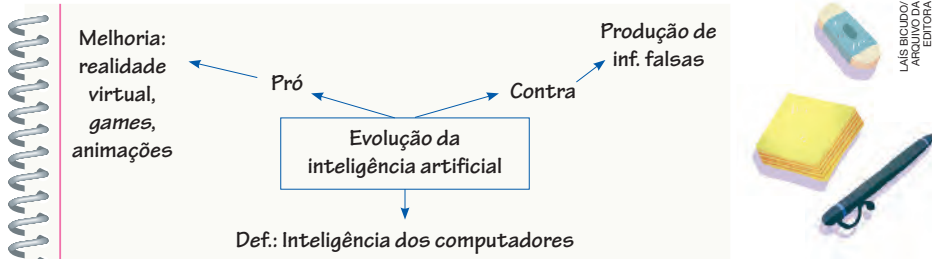 Melhoria:
realidade
virtual,
games,
animações
Pró
Contra
Produção de
inf. falsas
Evolução da
inteligência artificial
Def.: Inteligência dos computadores
LAÍS BICUDO/
ARQUIVO DA
EDITORA